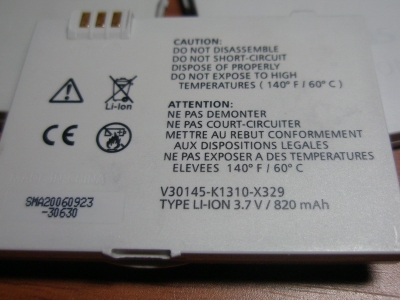 CAUTION:
DO NOT DISASSEMBLE
DO NOT SHORT-CIRCUIT
DISPOSE OF PROPERLY
DO NOT EXPOSE TO HIGH
TEMPERATURES (140°F/60°C)
Li-Ion
ATTENTION:
NE PAS DEMONTER
NE PAS COURT-CIRCUITER
METTRE AU REBUT CONFORMEMENT
AUX DISPOSITIONS LEGALES
NE PAS EXPOSER A DES TEMPERATURES
ELEVEES 140°F/60°C
CE
SMA20060923
-30630
V30145-K1310-X329
TYPE LI-ION 3.7 V / 820 mAh